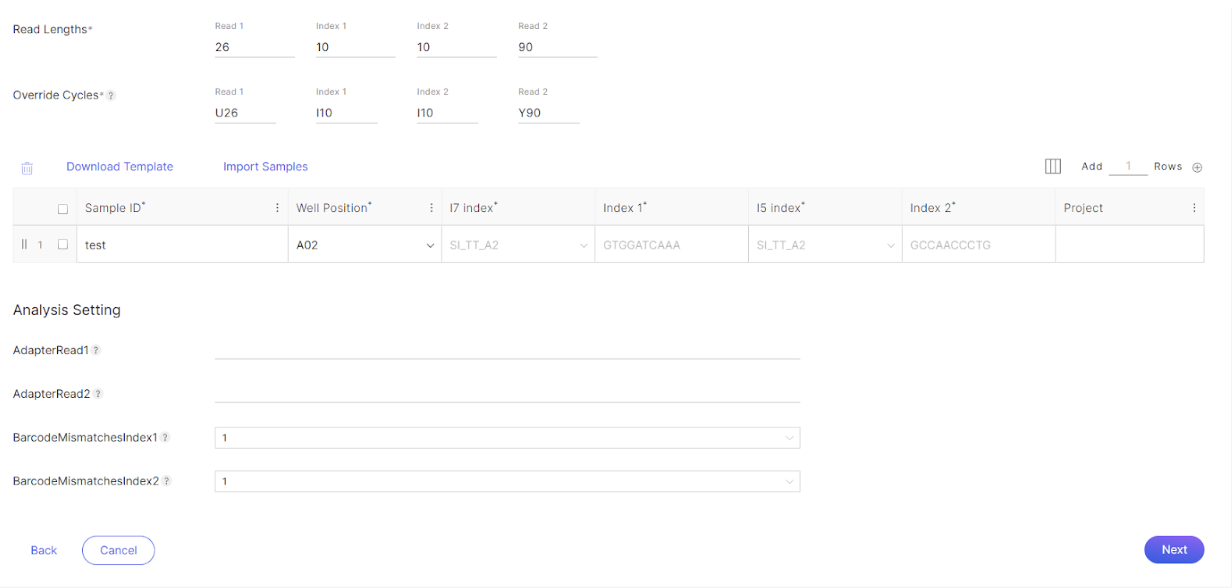 Read Lengths* Read 1 Index 1 Index 2 Read 2
26 10 10 90
Override Cycles* ? Read 1 Index 1 Index 2 Read 2
U26 I10 I10 Y90
Download Template Import Samples Add 1 Rows
Sample ID* Well Position* I7 index* Index 1* I5 index* Index 2* Project
1 test A02 SI_TT_A2 GTGGATCAAA SI_TT_A2 GCCAACCCTG
Analysis Setting
AdapterRead1 ?
AdapterRead2 ?
BarcodeMismatchesIndex1 ? 1
BarcodeMismatchesIndex2 ? 1
Back Cancel Next